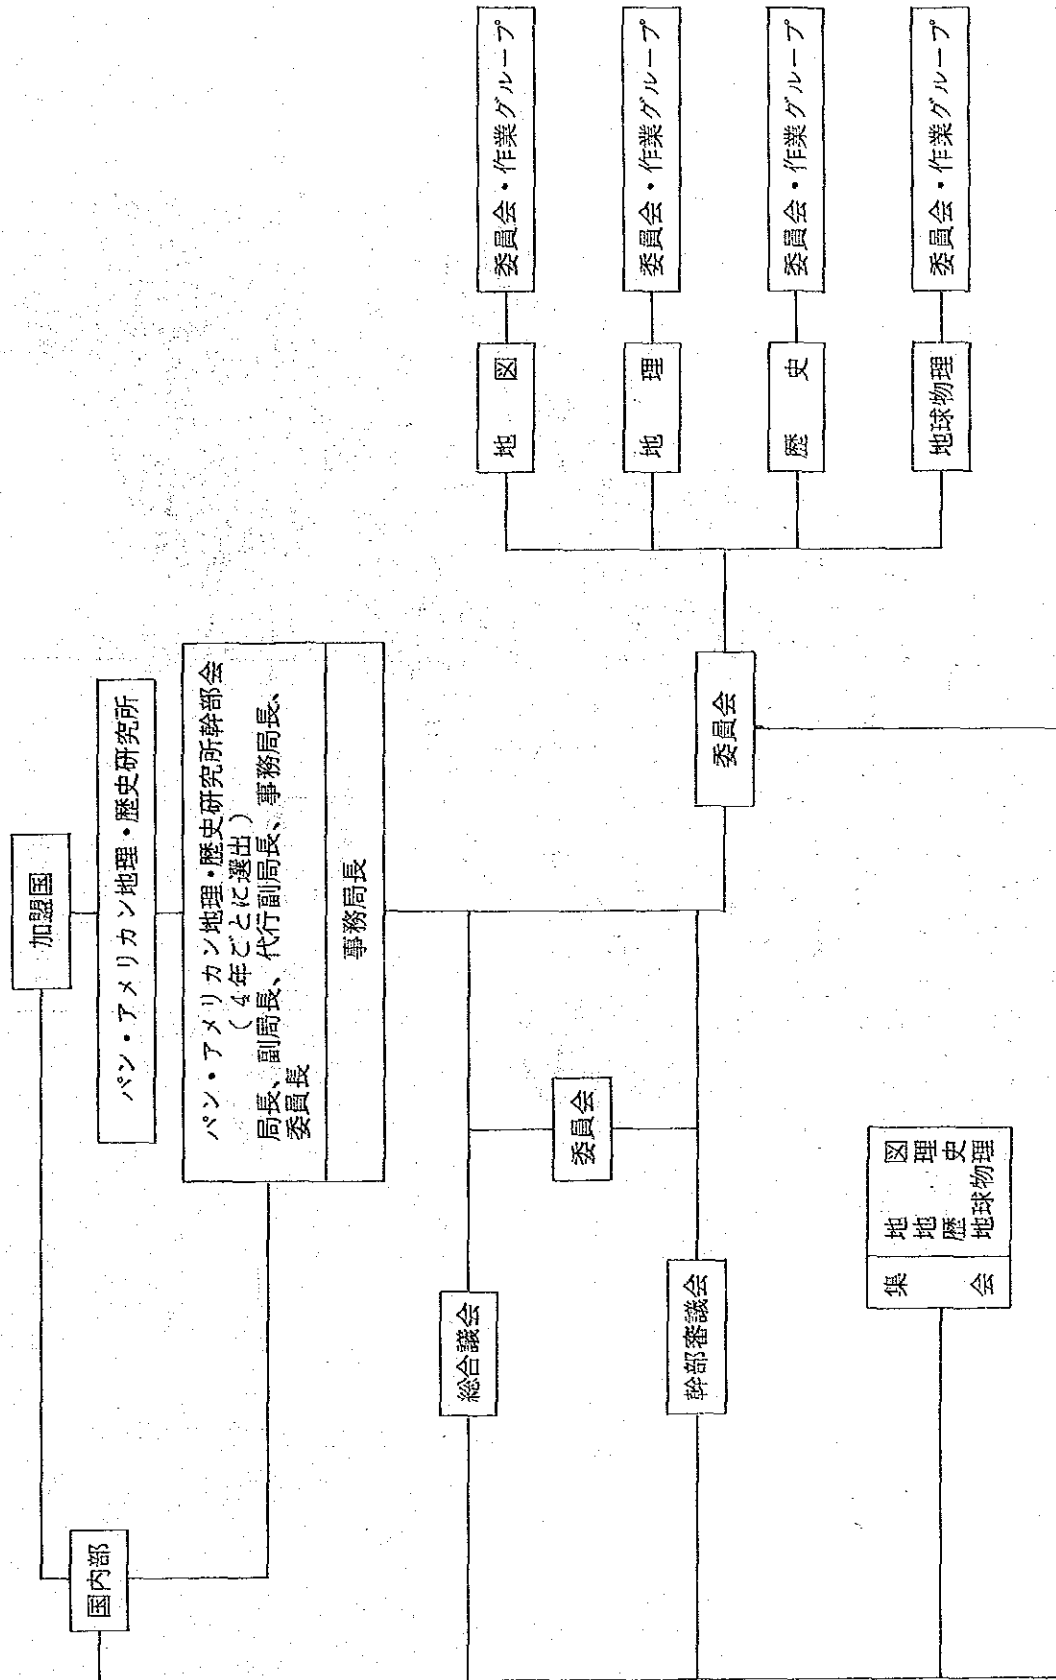 加盟国
パン・アメリカン地理・歴史研究所
国内部
パン・アメリカン地理・歴史研究所幹部会
(4年ごとに選出)
局長、副局長、代行副局長、事務局長、
委員長
事務局長
総合議会
委員会
幹部審議会
委員会
地図
委員会・作業グループ
地理
委員会・作業グループ
歴史
委員会・作業グループ
地球物理
委員会・作業グループ
集会
地図
地理
歴史
地球物理